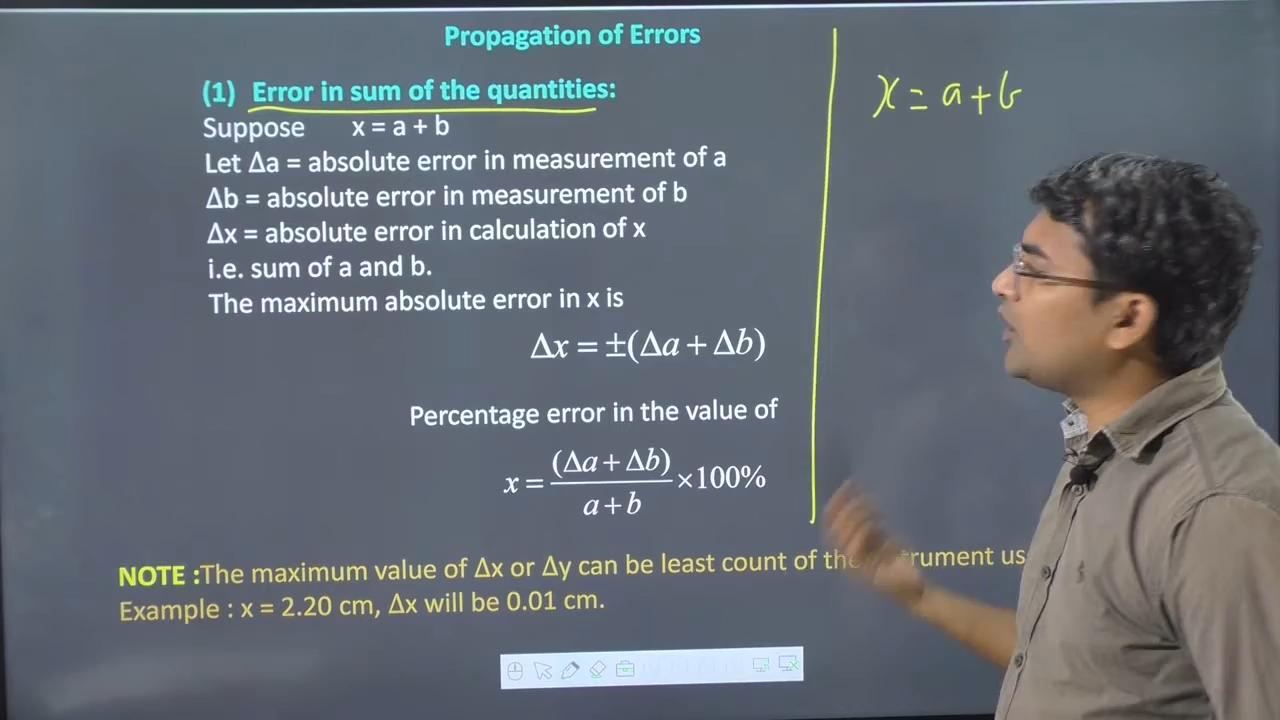 Propagation of Errors
(1) Error in sum of the quantities:
Suppose x = a + b
Let Δa = absolute error in measurement of a
Δb = absolute error in measurement of b
Δx = absolute error in calculation of x
i.e. sum of a and b.
The maximum absolute error in x is
Δx = ±(Δa + Δb)
Percentage error in the value of
x = (Δa + Δb) / (a + b) ×100%
NOTE :The maximum value of Δx or Δy can be least count of the
Example : x = 2.20 cm, Δx will be 0.01 cm.
x = a + b